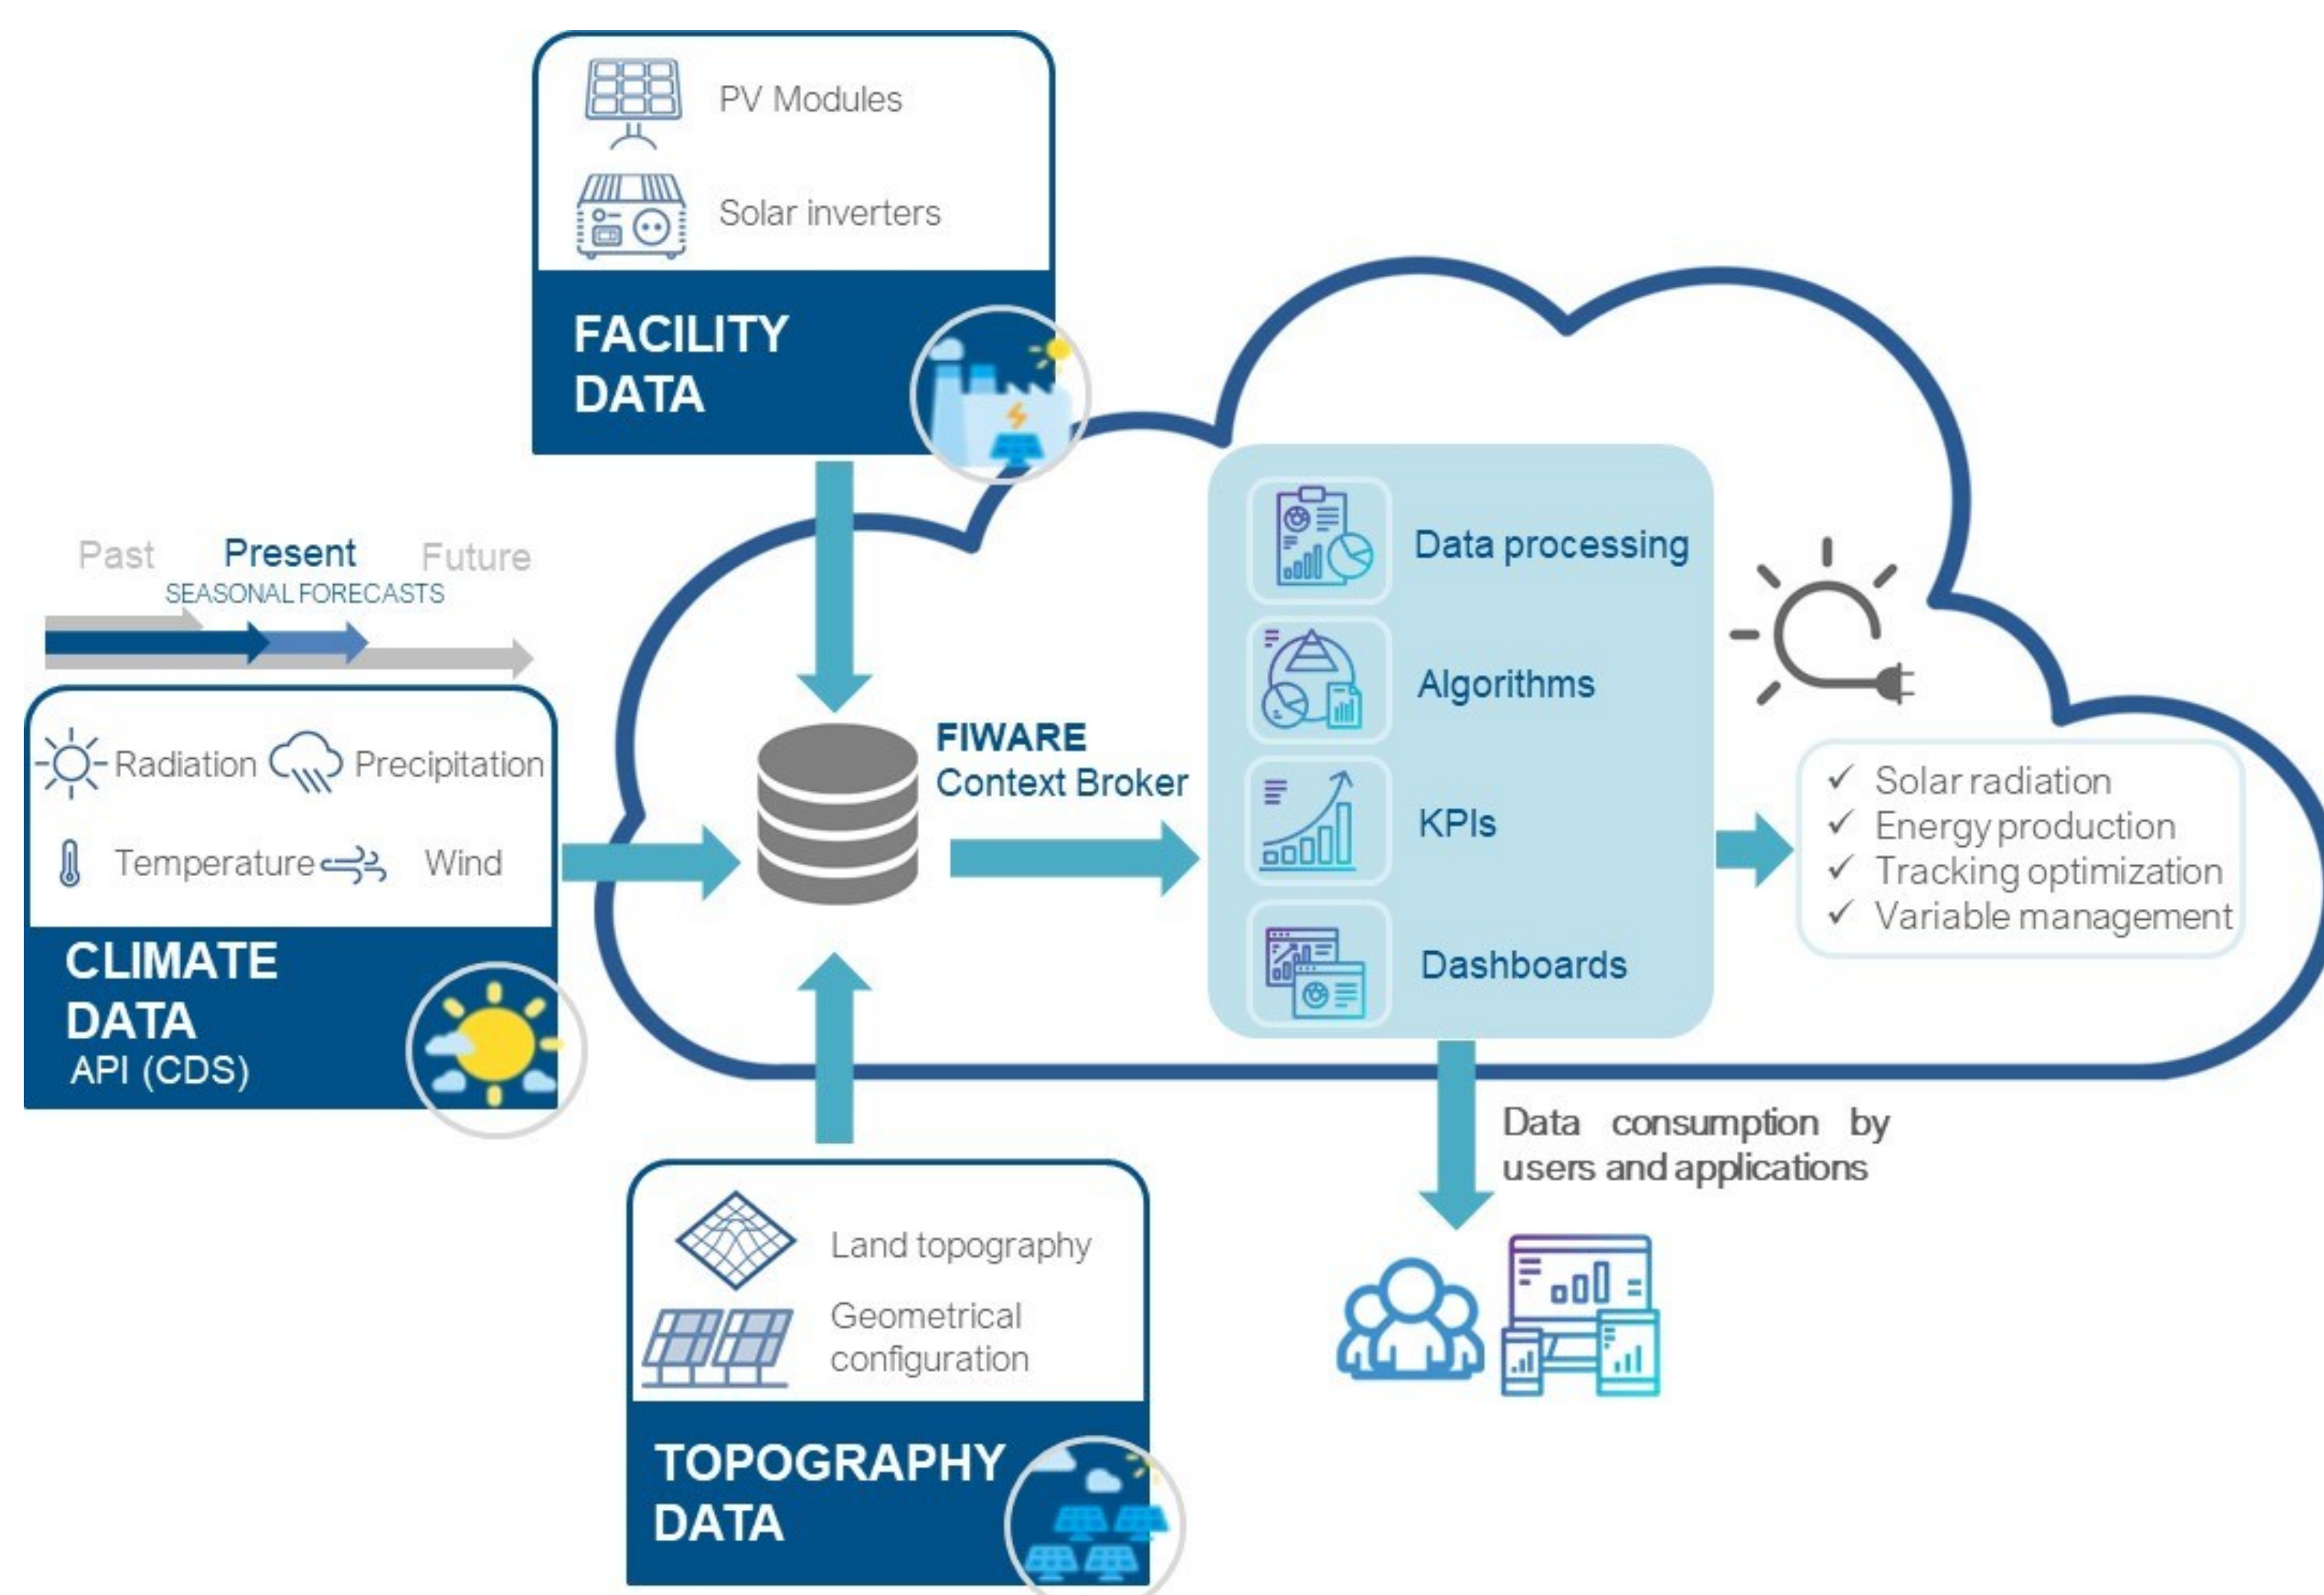 PV Modules
Solar inverters
FACILITY
DATA
Past Present Future
SEASONAL FORECASTS
Radiation Precipitation
Temperature Wind
CLIMATE
DATA
API (CDS)
FIWARE
Context Broker
Data processing
Algorithms
KPIs
Dashboards
✓ Solar radiation
✓ Energy production
✓ Tracking optimization
✓ Variable management
Data consumption by
users and applications
Land topography
Geometrical
configuration
TOPOGRAPHY
DATA